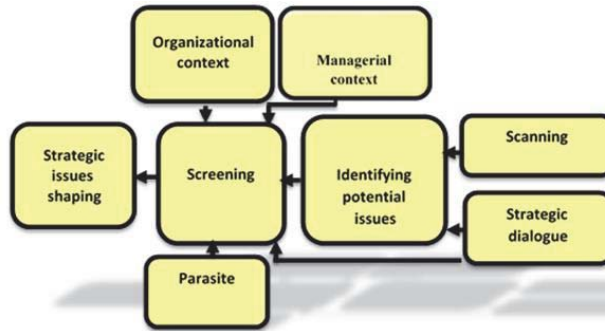 Organizational
context
Managerial
context
Strategic
issues
shaping
Screening
Identifying
potential
issues
Scanning
Strategic
dialogue
Parasite